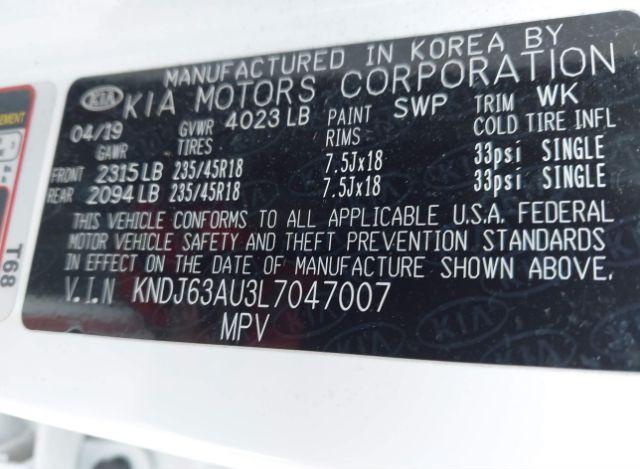 MANUFACTURED IN KOREA BY
KIA KIA MOTORS CORPORATION
04/19 GVWR 4023 LB PAINT SWP TRIM WK
GAWR TIRES RIMS COLD TIRE INFL
FRONT 2315 LB 235/45R18 7.5Jx18 33psi SINGLE
REAR 2094 LB 235/45R18 7.5Jx18 33psi SINGLE
THIS VEHICLE CONFORMS TO ALL APPLICABLE U.S.A. FEDERAL
MOTOR VEHICLE SAFETY AND THEFT PREVENTION STANDARDS
IN EFFECT ON THE DATE OF MANUFACTURE SHOWN ABOVE.
V.I.N KNDJ63AU3L7047007
MPV
T68